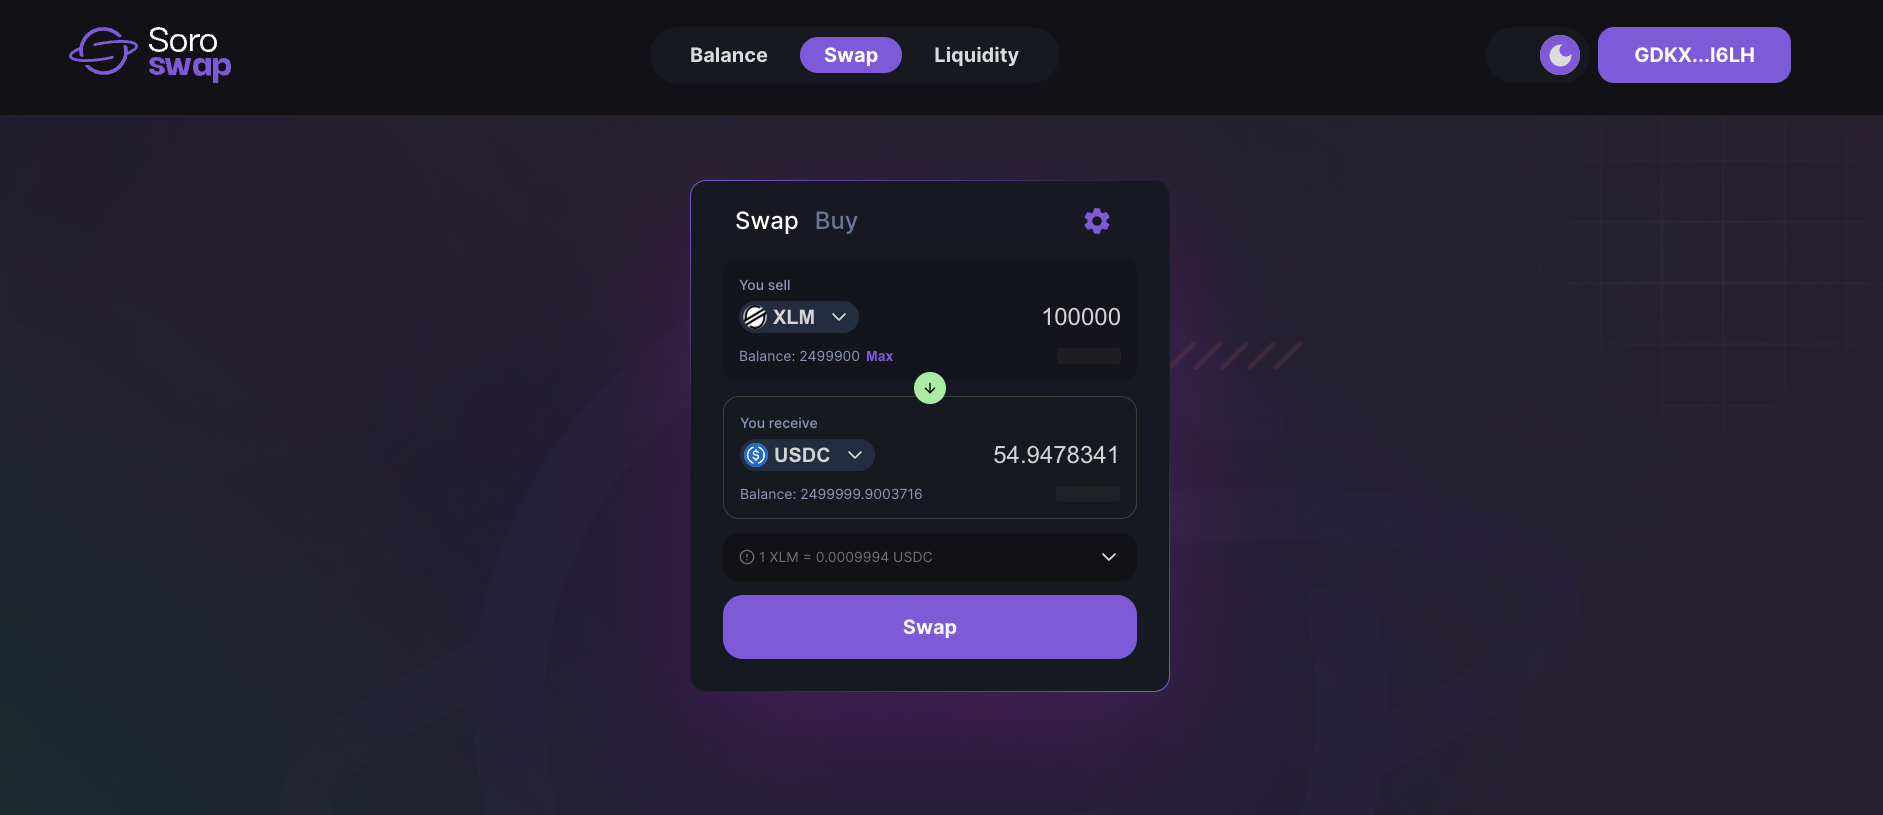 Soro
swap
Balance
Swap
Liquidity
GDKX...I6LH
Swap
Buy
You sell
XLM
100000
Balance: 2499900 Max
You receive
USDC
54.9478341
Balance: 2499999.9003716
1 XLM = 0.0009994 USDC
Swap